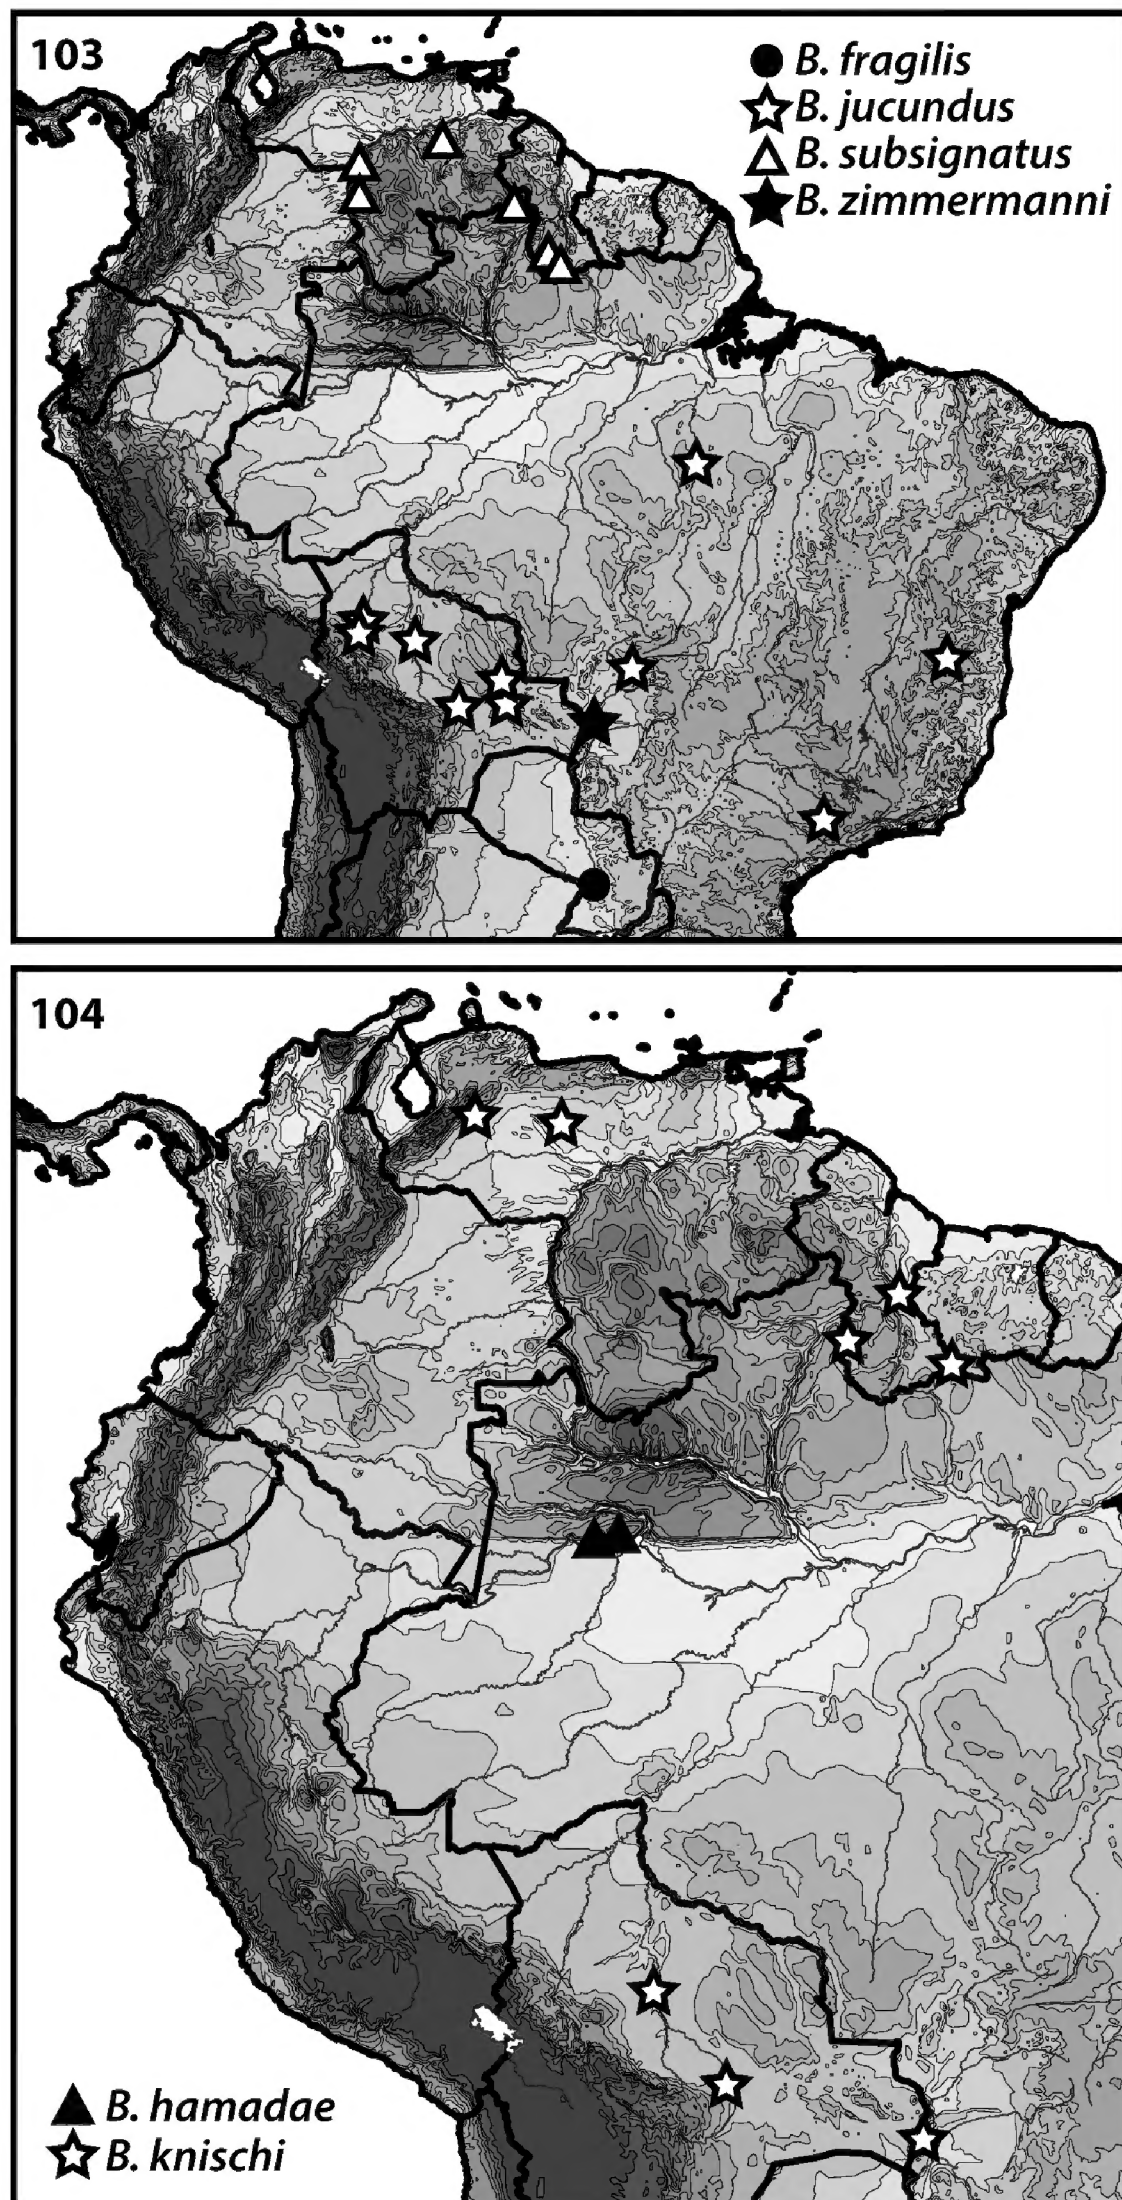 103
B. fragilis
B. jucundus
B. subsignatus
B. zimmermanni
104
B. hamadae
B. knischi